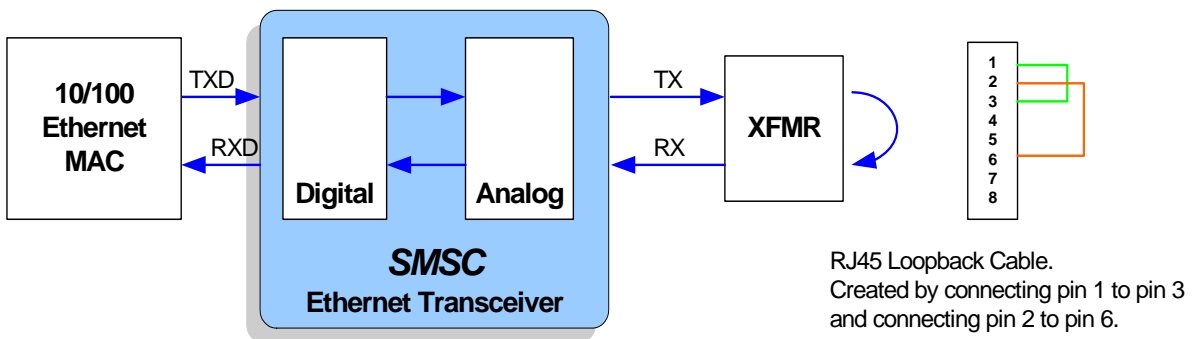 10/100
Ethernet
MAC
TXD
RXD
Digital
Analog
SMSC
Ethernet Transceiver
TX
RX
XFMR
1
2
3
4
5
6
7
8
RJ45 Loopback Cable.
Created by connecting pin 1 to pin 3
and connecting pin 2 to pin 6.